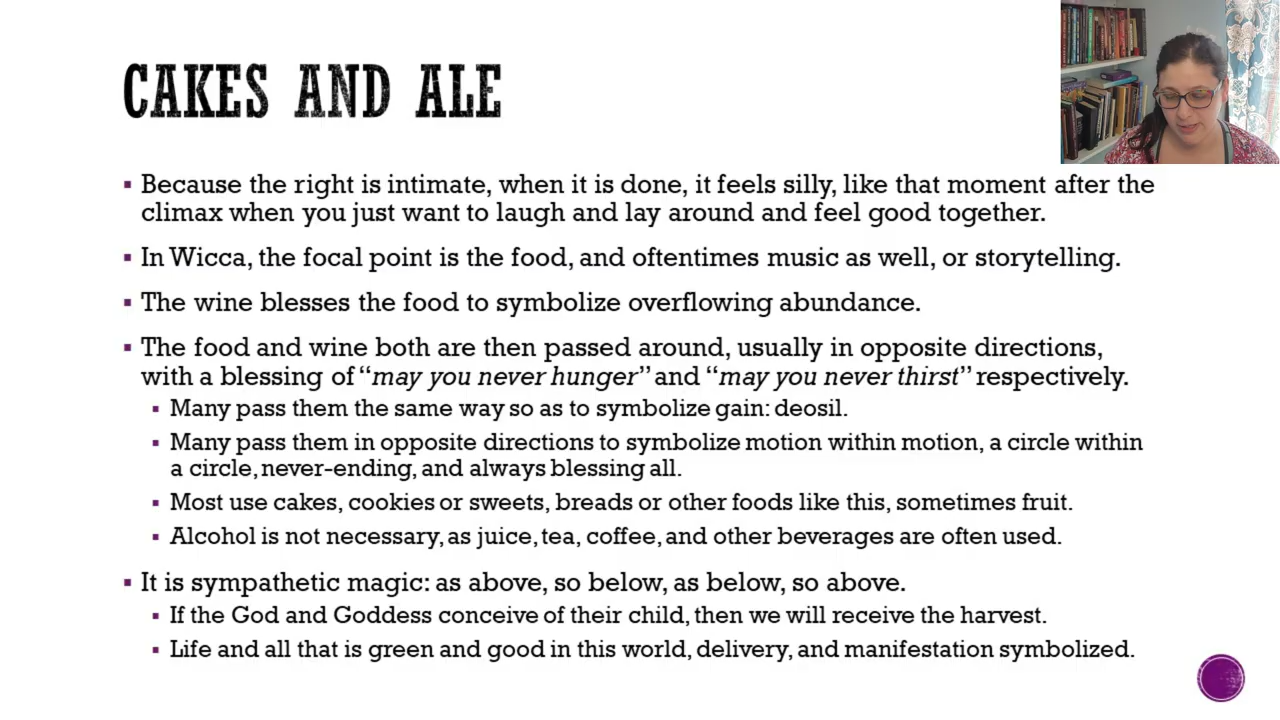 CAKES AND ALE
▪ Because the right is intimate, when it is done, it feels silly, like that moment after the
climax when you just want to laugh and lay around and feel good together.
▪ In Wicca, the focal point is the food, and oftentimes music as well, or storytelling.
▪ The wine blesses the food to symbolize overflowing abundance.
▪ The food and wine both are then passed around, usually in opposite directions,
with a blessing of “may you never hunger” and “may you never thirst” respectively.
▪ Many pass them the same way so as to symbolize gain: deosil.
▪ Many pass them in opposite directions to symbolize motion within motion, a circle within
a circle, never-ending, and always blessing all.
▪ Most use cakes, cookies or sweets, breads or other foods like this, sometimes fruit.
▪ Alcohol is not necessary, as juice, tea, coffee, and other beverages are often used.
▪ It is sympathetic magic: as above, so below, as below, so above.
▪ If the God and Goddess conceive of their child, then we will receive the harvest.
▪ Life and all that is green and good in this world, delivery, and manifestation symbolized.